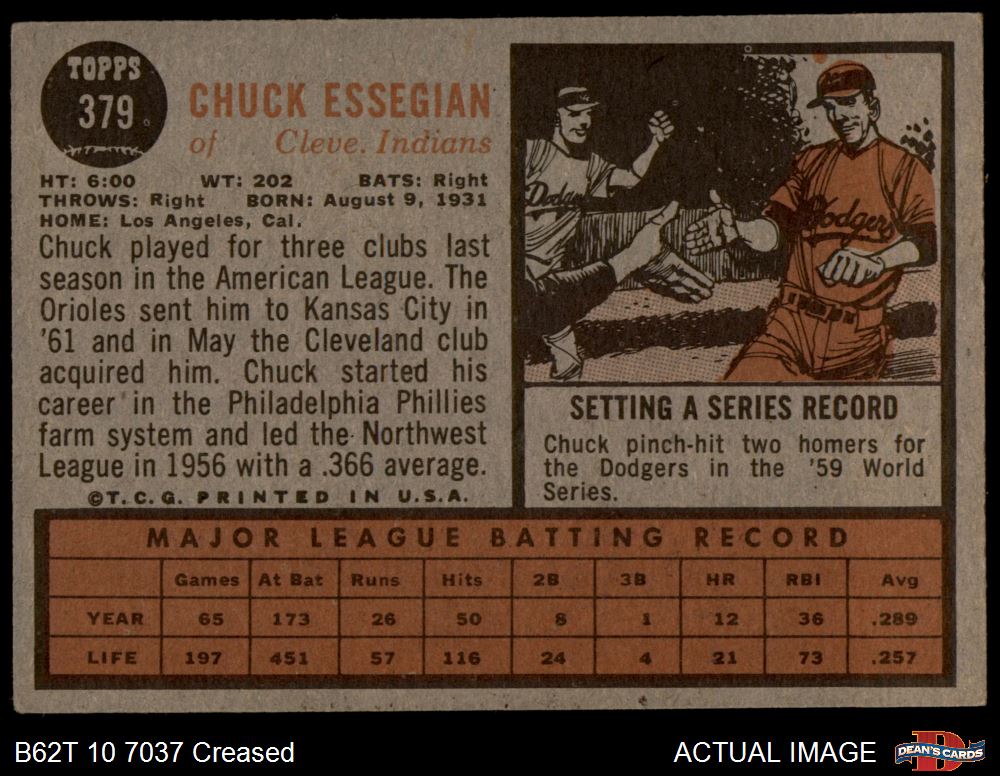 TOPPS
379
CHUCK ESSEGIAN
of Cleve. Indians
HT: 6:00 WT: 202 BATS: Right
THROWS: Right BORN: August 9, 1931
HOME: Los Angeles, Cal.
Chuck played for three clubs last
season in the American League. The
Orioles sent him to Kansas City in
'61 and in May the Cleveland club
acquired him. Chuck started his
career in the Philadelphia Phillies
farm system and led the Northwest
League in 1956 with a .366 average.
©T.C.G. PRINTED IN U.S.A.
Dodgers
SETTING A SERIES RECORD
Chuck pinch-hit two homers for
the Dodgers in the '59 World
Series.
MAJOR LEAGUE BATTING RECORD
Games At Bat Runs Hits 2B 3B HR RBI Avg
YEAR 65 173 26 50 8 1 12 36 .289
LIFE 197 451 57 116 24 4 21 73 .257
B62T 10 7037 Creased
ACTUAL IMAGE
DEAN'S CARDS